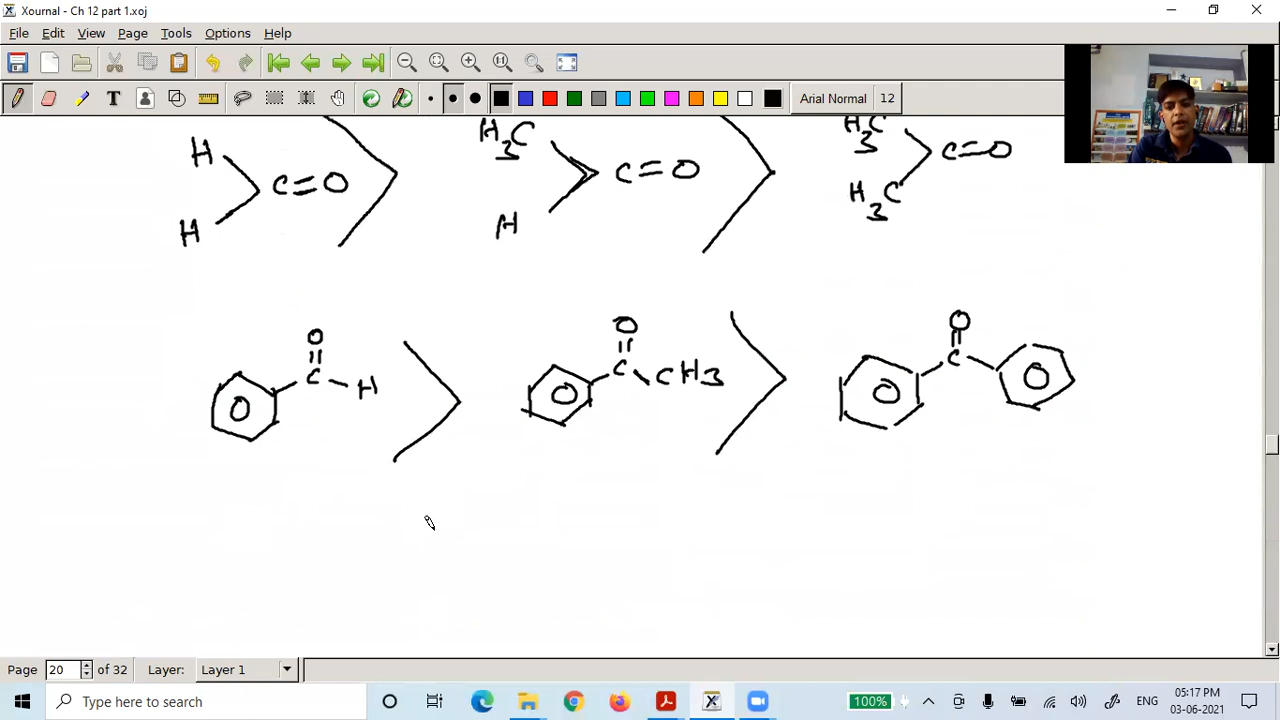 Xournal - Ch 12 part 1.xoj
File Edit View Page Tools Options Help
Arial Normal 12
H C=O H
H3C C=O H
H3C C=O H3C
O C H
O C CH3
O C
Page 20 of 32 Layer: Layer 1
Type here to search
100% ENG 05:17 PM
03-06-2021